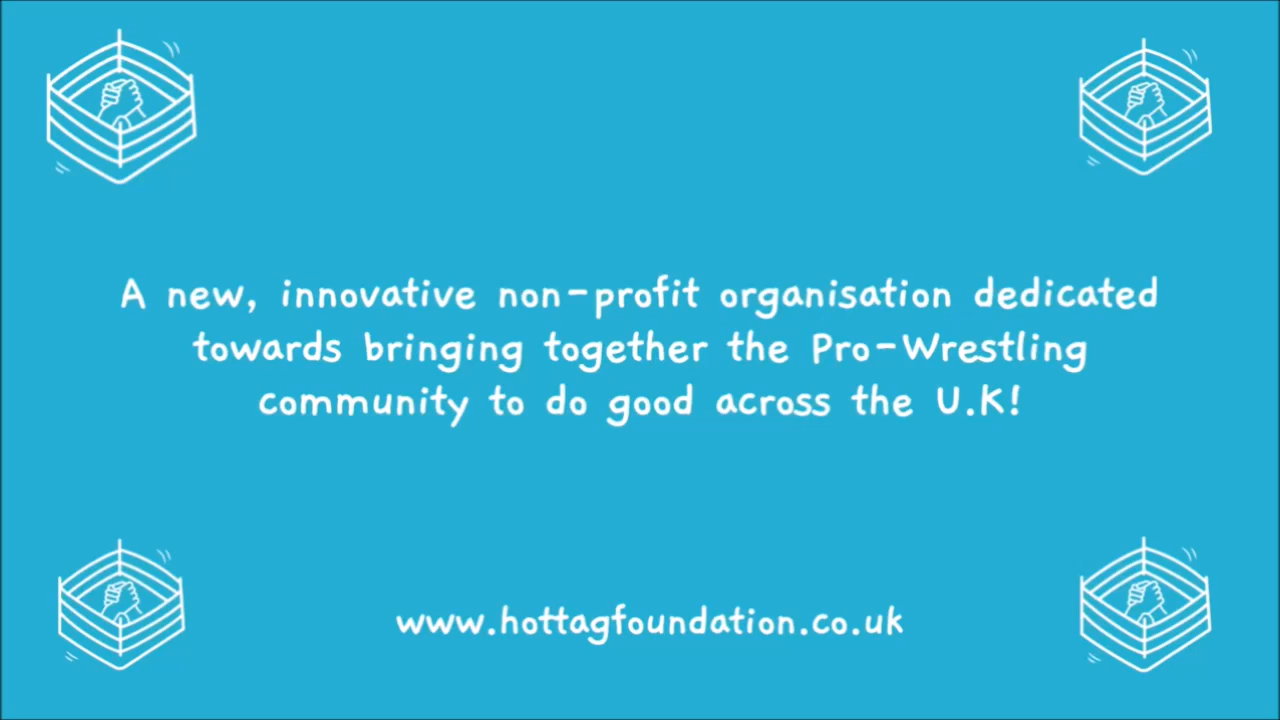 A new, innovative non-profit organisation dedicated
towards bringing together the Pro-Wrestling
community to do good across the U.K!
www.hottagfoundation.co.uk